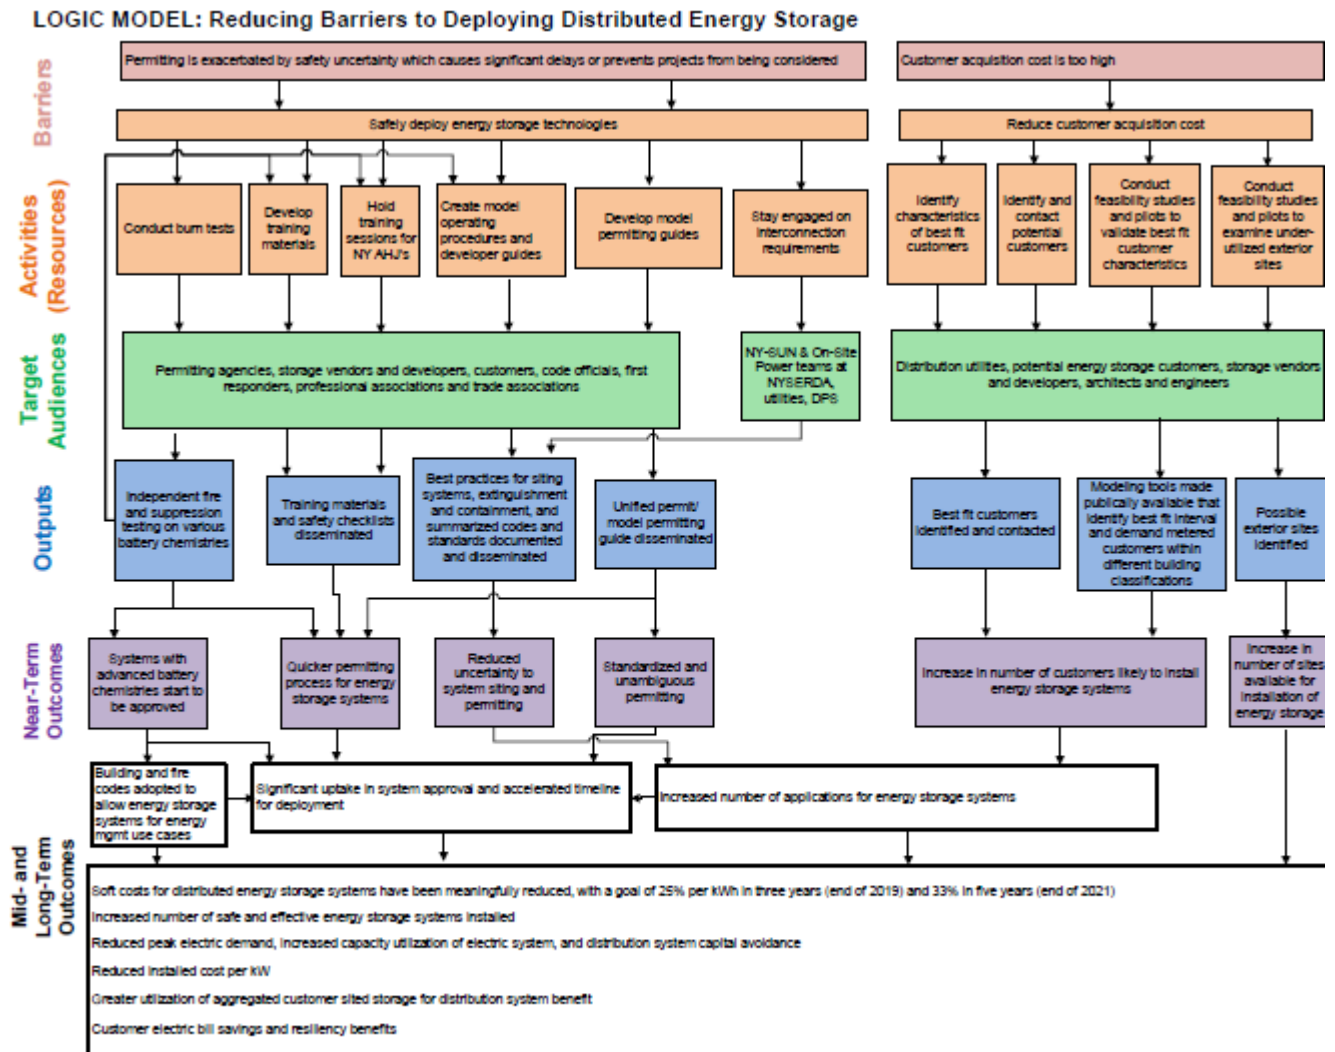 LOGIC MODEL: Reducing Barriers to Deploying Distributed Energy Storage
Barriers
Permitting is exacerbated by safety uncertainty which causes significant delays or prevents projects from being considered
Customer acquisition cost is too high
Safely deploy energy storage technologies
Reduce customer acquisition cost
Activities
(Resources)
Conduct burn tests
Develop
training
materials
Hold
training
sessions for
NY AHJ's
Create model
operating
procedures and
developer guides
Develop model
permitting guides
Stay engaged on
interconnection
requirements
Identify
characteristics
of best fit
customers
Identify and
contact
potential
customers
Conduct
feasibility studies
and pilots to
validate best fit
customer
characteristics
Conduct
feasibility studies
and pilots to
examine under-
utilized exterior
sites
Target
Audiences
Permitting agencies, storage vendors and developers, customers, code officials, first
responders, professional associations and trade associations
NY-SUN & On-Site
Power teams at
NYSERDA,
utilities, DPS
Distribution utilities, potential energy storage customers, storage vendors
and developers, architects and engineers
Outputs
Independent fire
and suppression
testing on various
battery chemistries
Training materials
and safety checklists
disseminated
Best practices for siting
systems, extinguishment
and containment, and
summarized codes and
standards documented
and disseminated
Unified permit/
model permitting
guide disseminated
Best fit customers
identified and contacted
Modeling tools made
publically available that
identify best fit interval
and demand metered
customers within
different building
classifications
Possible
exterior sites
identified
Near-Term
Outcomes
Systems with
advanced battery
chemistries start to
be approved
Quicker permitting
process for energy
storage systems
Reduced
uncertainty to
system siting and
permitting
Standardized and
unambiguous
permitting
Increase in number of customers likely to install
energy storage systems
Increase in
number of sites
available for
installation of
energy storage
Mid- and
Long-Term
Outcomes
Building and fire
codes adopted to
allow energy storage
systems for energy
mgmt use cases
Significant uptake in system approval and accelerated timeline
for deployment
Increased number of applications for energy storage systems
Soft costs for distributed energy storage systems have been meaningfully reduced, with a goal of 25% per kWh in three years (end of 2019) and 33% in five years (end of 2021)
Increased number of safe and effective energy storage systems installed
Reduced peak electric demand, increased capacity utilization of electric system, and distribution system capital avoidance
Reduced installed cost per kW
Greater utilization of aggregated customer sited storage for distribution system benefit
Customer electric bill savings and resiliency benefits